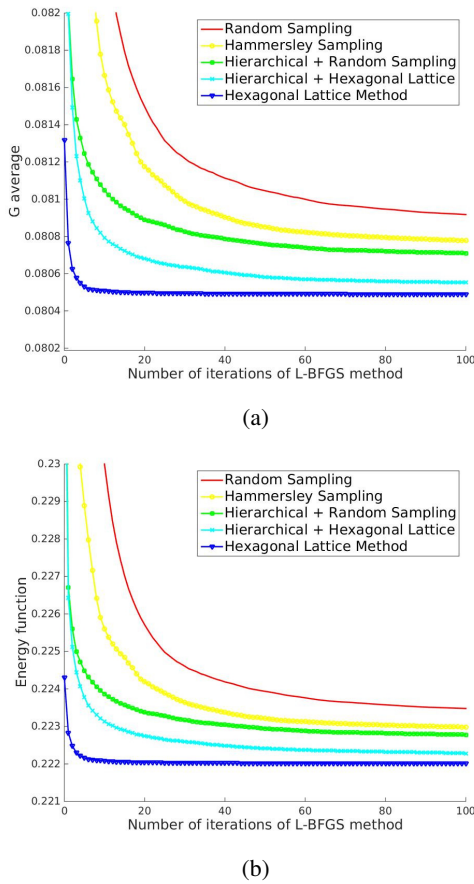 0.082
0.0818
0.0816
0.0814
0.0812
0.081
0.0808
0.0806
0.0804
0.0802
G average
Random Sampling
Hammersley Sampling
Hierarchical + Random Sampling
Hierarchical + Hexagonal Lattice
Hexagonal Lattice Method
0 20 40 60 80 100
Number of iterations of L-BFGS method
(a)
0.23
0.229
0.228
0.227
0.226
0.225
0.224
0.223
0.222
0.221
Energy function
Random Sampling
Hammersley Sampling
Hierarchical + Random Sampling
Hierarchical + Hexagonal Lattice
Hexagonal Lattice Method
0 20 40 60 80 100
Number of iterations of L-BFGS method
(b)